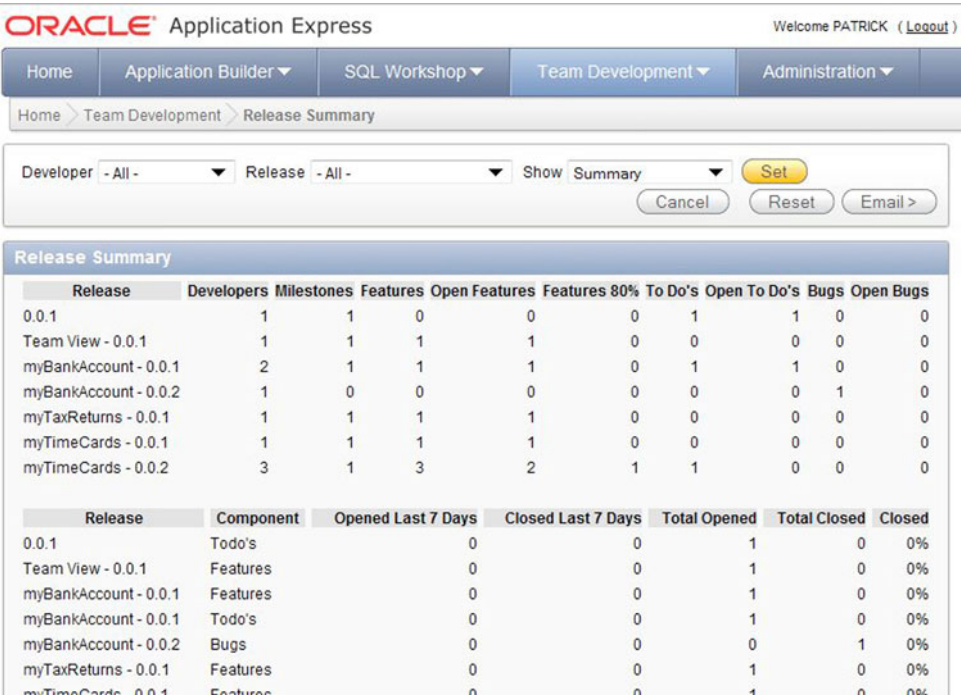 ORACLE Application Express Welcome PATRICK ( Logout )
Home Application Builder SQL Workshop Team Development Administration
Home Team Development Release Summary
Developer - All - Release - All - Show Summary Set
Cancel Reset Email >
Release Summary
Release Developers Milestones Features Open Features Features 80% To Do's Open To Do's Bugs Open Bugs
0.0.1 1 1 0 0 0 1 1 0 0
Team View - 0.0.1 1 1 1 1 0 0 0 0 0
myBankAccount - 0.0.1 2 1 1 1 0 1 1 0 0
myBankAccount - 0.0.2 1 0 0 0 0 0 0 1 0
myTaxReturns - 0.0.1 1 1 1 1 0 0 0 0 0
myTimeCards - 0.0.1 1 1 1 1 0 0 0 0 0
myTimeCards - 0.0.2 3 1 3 2 1 1 0 0 0
Release Component Opened Last 7 Days Closed Last 7 Days Total Opened Total Closed Closed
0.0.1 Todo's 0 0 1 0 0%
Team View - 0.0.1 Features 0 0 1 0 0%
myBankAccount - 0.0.1 Features 0 0 1 0 0%
myBankAccount - 0.0.1 Todo's 0 0 1 0 0%
myBankAccount - 0.0.2 Bugs 0 0 0 1 0%
myTaxReturns - 0.0.1 Features 0 0 1 0 0%
myTimeCards - 0.0.1 Features 0 0 1 0 0%